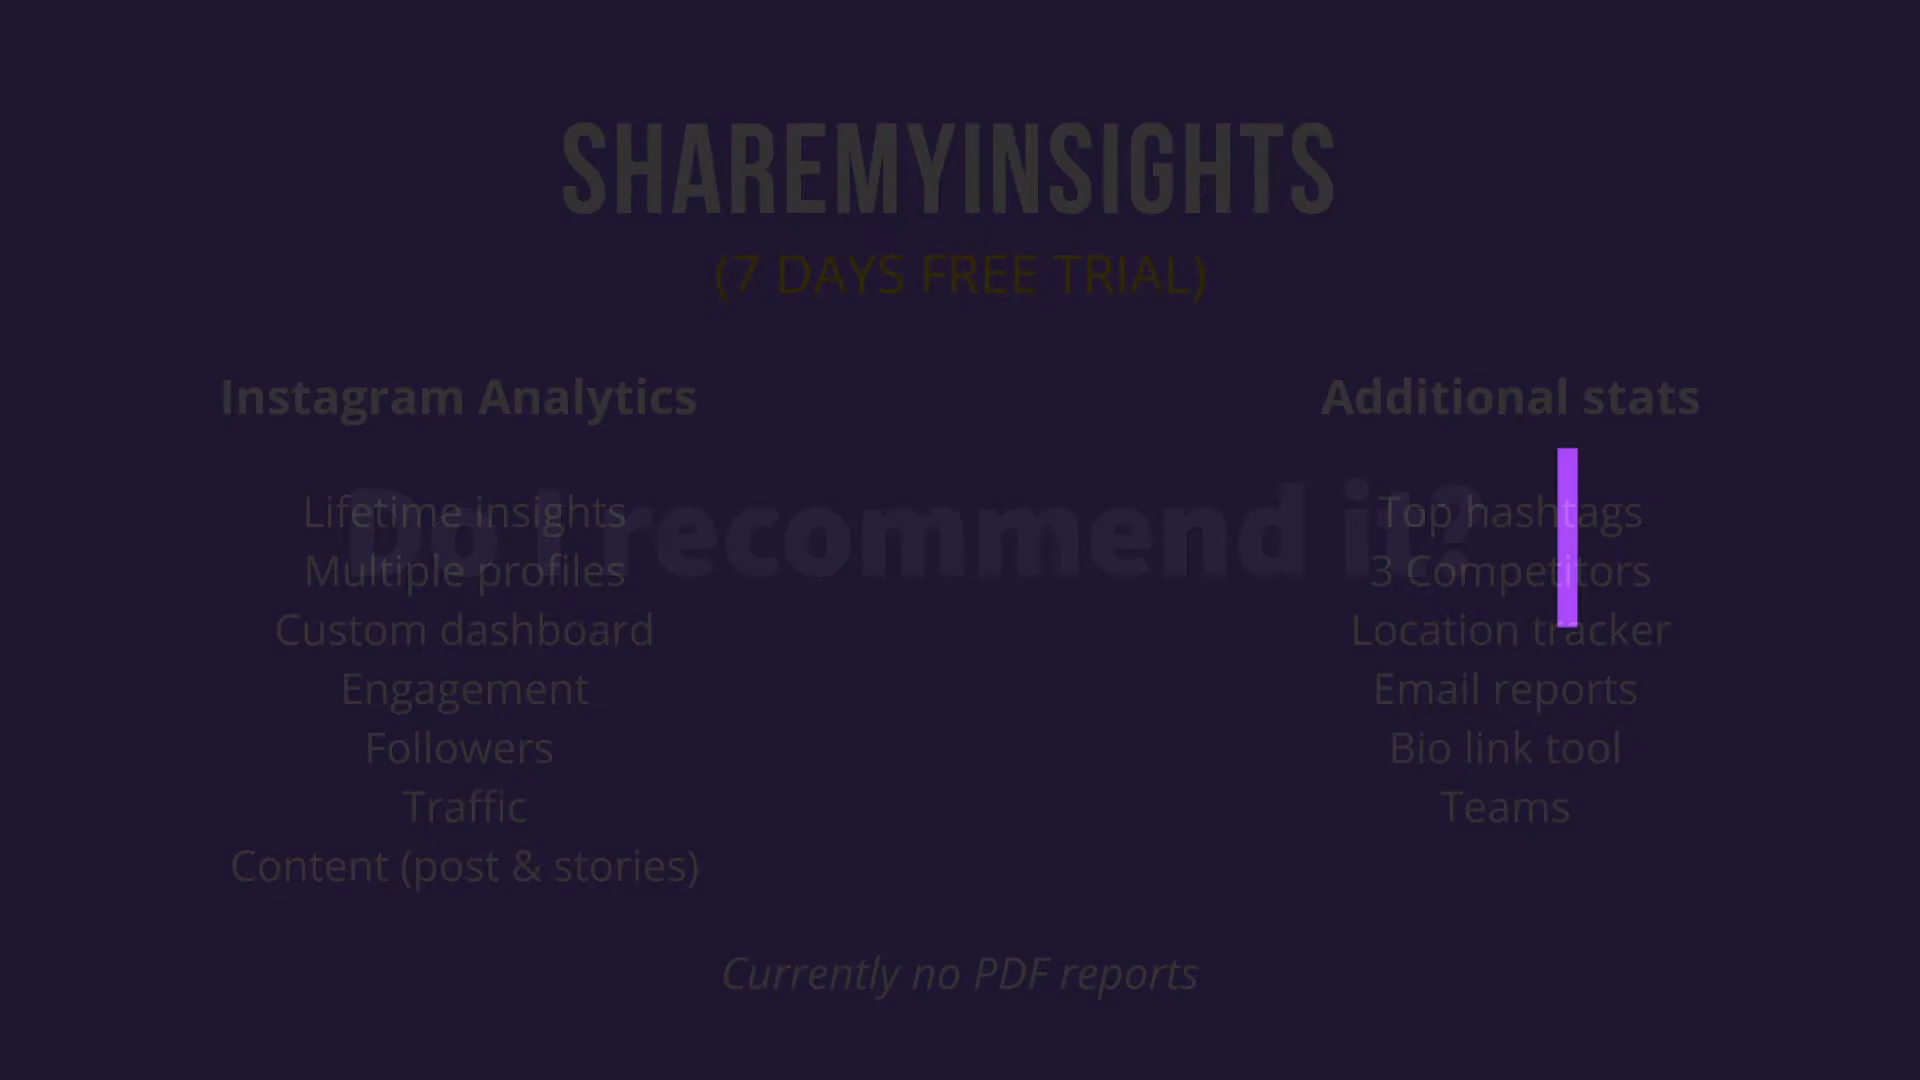 SHAREMYINSIGHTS
(7 DAYS FREE TRIAL)
Instagram Analytics
Lifetime insights
Multiple profiles
Custom dashboard
Engagement
Followers
Traffic
Content (post & stories)
Additional stats
Top hashtags
3 Competitors
Location tracker
Email reports
Bio link tool
Teams
Do I recommend it?
Currently no PDF reports